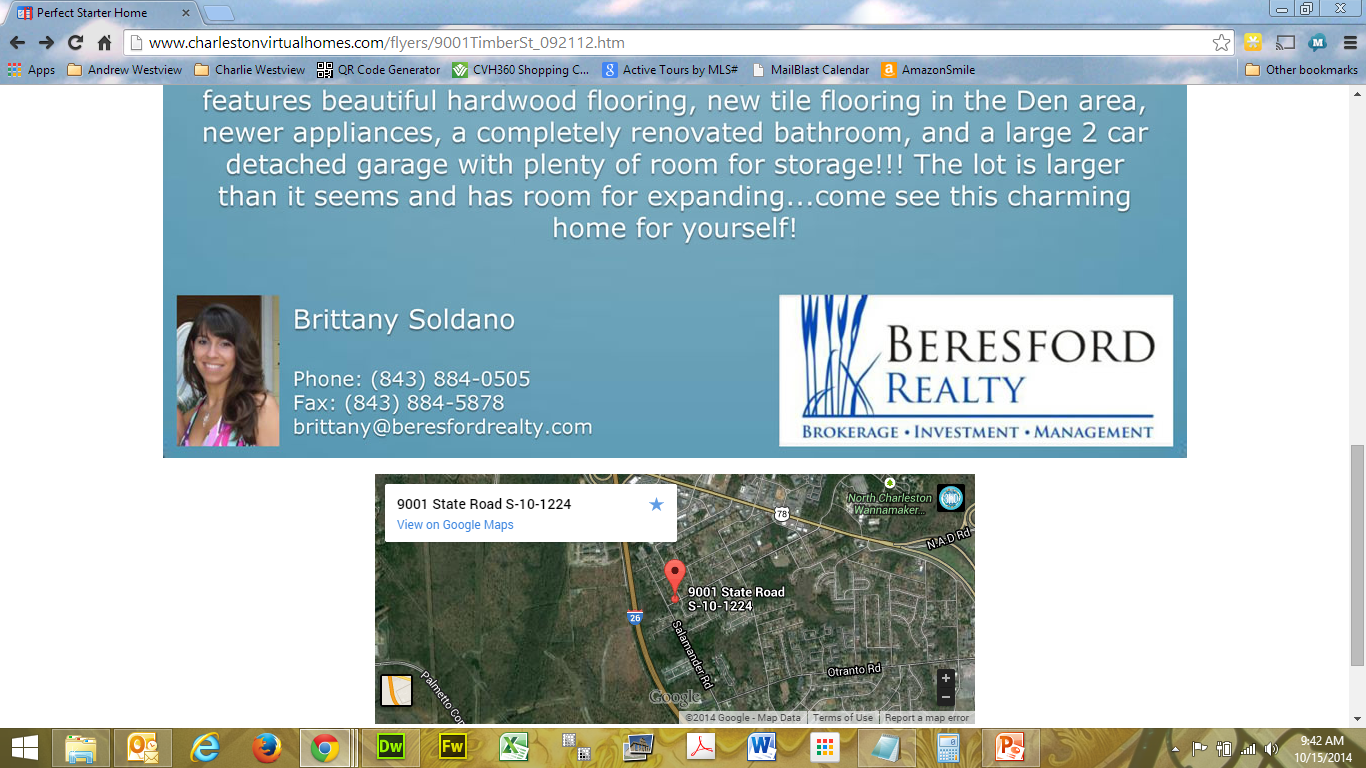 Perfect Starter Home
www.charlestonvirtualhomes.com/flyers/9001TimberSt_092112.htm
Apps Andrew Westview Charlie Westview QR Code Generator CVH360 Shopping C... Active Tours by MLS# MailBlast Calendar AmazonSmile Other bookmarks
features beautiful hardwood flooring, new tile flooring in the Den area,
newer appliances, a completely renovated bathroom, and a large 2 car
detached garage with plenty of room for storage!!! The lot is larger
than it seems and has room for expanding...come see this charming
home for yourself!
Brittany Soldano
Phone: (843) 884-0505
Fax: (843) 884-5878
brittany@beresfordrealty.com
BERESFORD
REALTY
BROKERAGE • INVESTMENT • MANAGEMENT
9001 State Road S-10-1224
View on Google Maps
North Charleston
Wannamaker...
78
N A D Rd
9001 State Road
S-10-1224
26
Salamander Rd
Otranto Rd
Palmetto Com
Google
©2014 Google - Map Data Terms of Use Report a map error
Dw Fw
9:42 AM
10/15/2014